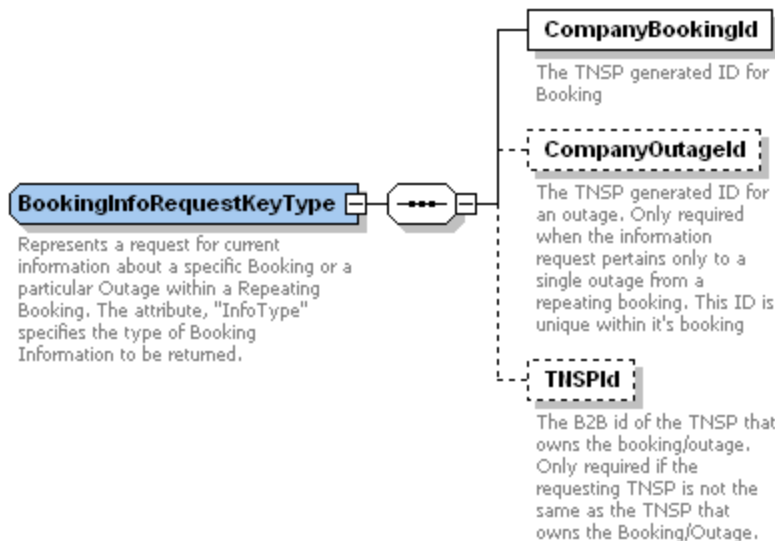 CompanyBookingId
The TNSP generated ID for
Booking
CompanyOutageId
The TNSP generated ID for
an outage. Only required
when the information
request pertains only to a
single outage from a
repeating booking. This ID is
unique within it's booking
BookingInfoRequestKeyType
Represents a request for current
information about a specific Booking or a
particular Outage within a Repeating
Booking. The attribute, "InfoType"
specifies the type of Booking
Information to be returned.
TNSPId
The B2B id of the TNSP that
owns the booking/outage.
Only required if the
requesting TNSP is not the
same as the TNSP that
owns the Booking/Outage.